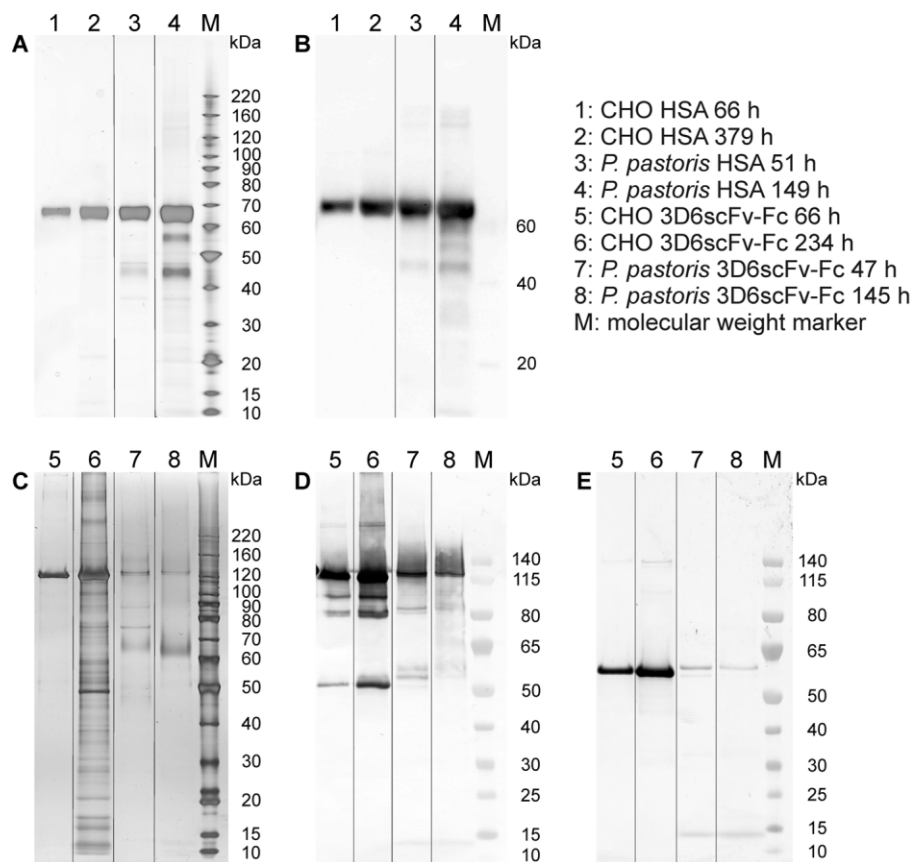 1 2 3 4 M
A
kDa
220
160
120
100
90
80
70
60
50
40
30
20
15
10
1 2 3 4 M
B
kDa
60
40
20
1: CHO HSA 66 h
2: CHO HSA 379 h
3: P. pastoris HSA 51 h
4: P. pastoris HSA 149 h
5: CHO 3D6scFv-Fc 66 h
6: CHO 3D6scFv-Fc 234 h
7: P. pastoris 3D6scFv-Fc 47 h
8: P. pastoris 3D6scFv-Fc 145 h
M: molecular weight marker
5 6 7 8 M
C
kDa
220
160
120
90
80
70
60
50
40
30
20
15
10
5 6 7 8 M
D
kDa
140
115
80
65
50
40
30
25
15
10
5 6 7 8 M
E
kDa
140
115
80
65
50
40
30
25
15
10